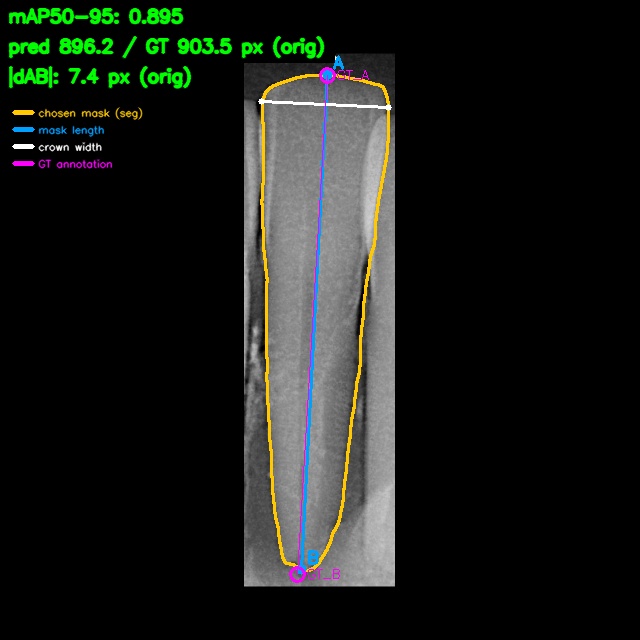 mAP50-95: 0.895
pred 896.2 / GT 903.5 px (orig)
|dAB|: 7.4 px (orig)
chosen mask (seg)
mask length
crown width
GT annotation
A
GT_A
B
GT_B